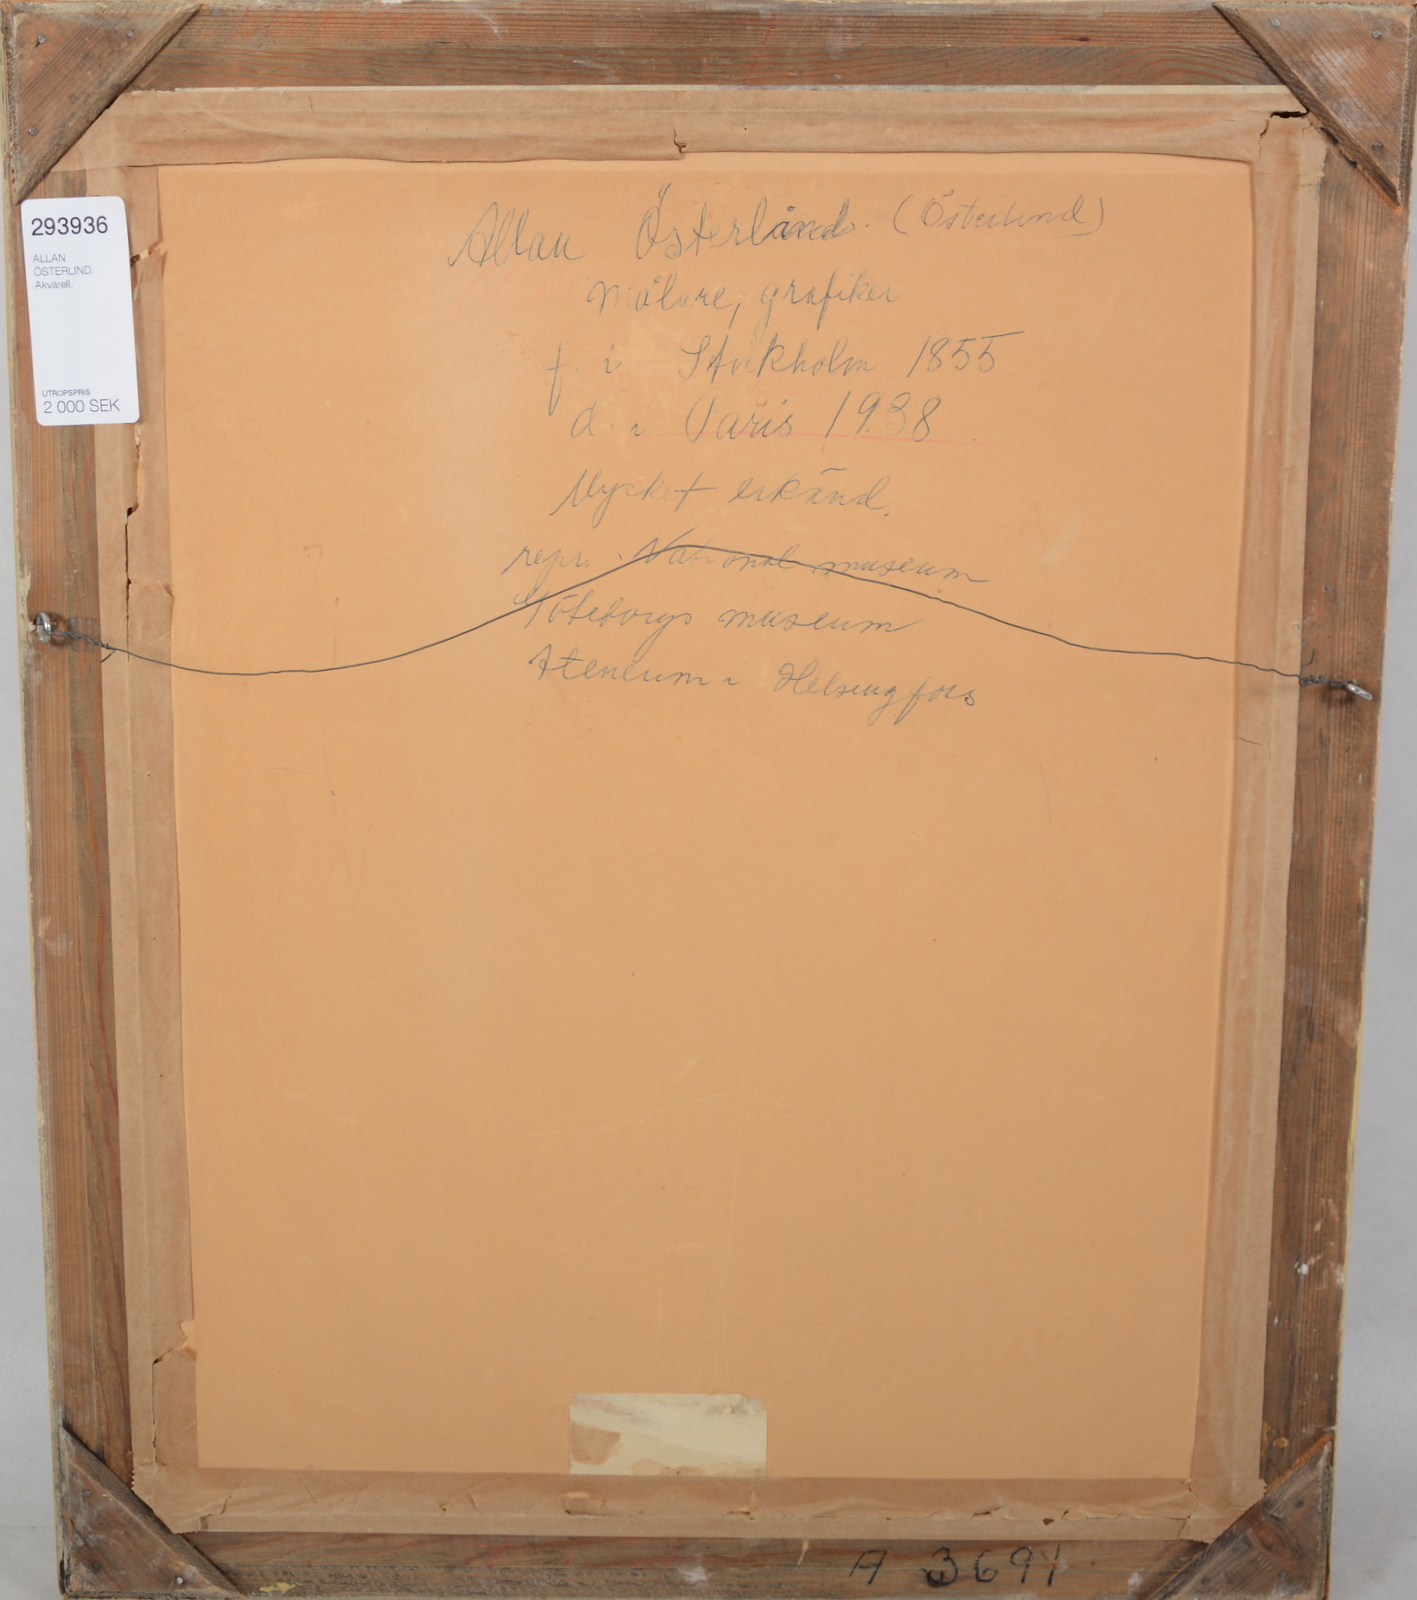 293936
ALLAN
ÖSTERLIND.
Akvarell.
UTROPSPRIS
2 000 SEK
Allan Österlind. (Österlind)
Målare, grafiker
f. i Stockholm 1855
d. i Paris 1938
Mycket erkänd.
repr. National museum
Göteborgs museum
Ateneum i Helsingfors
A 3691